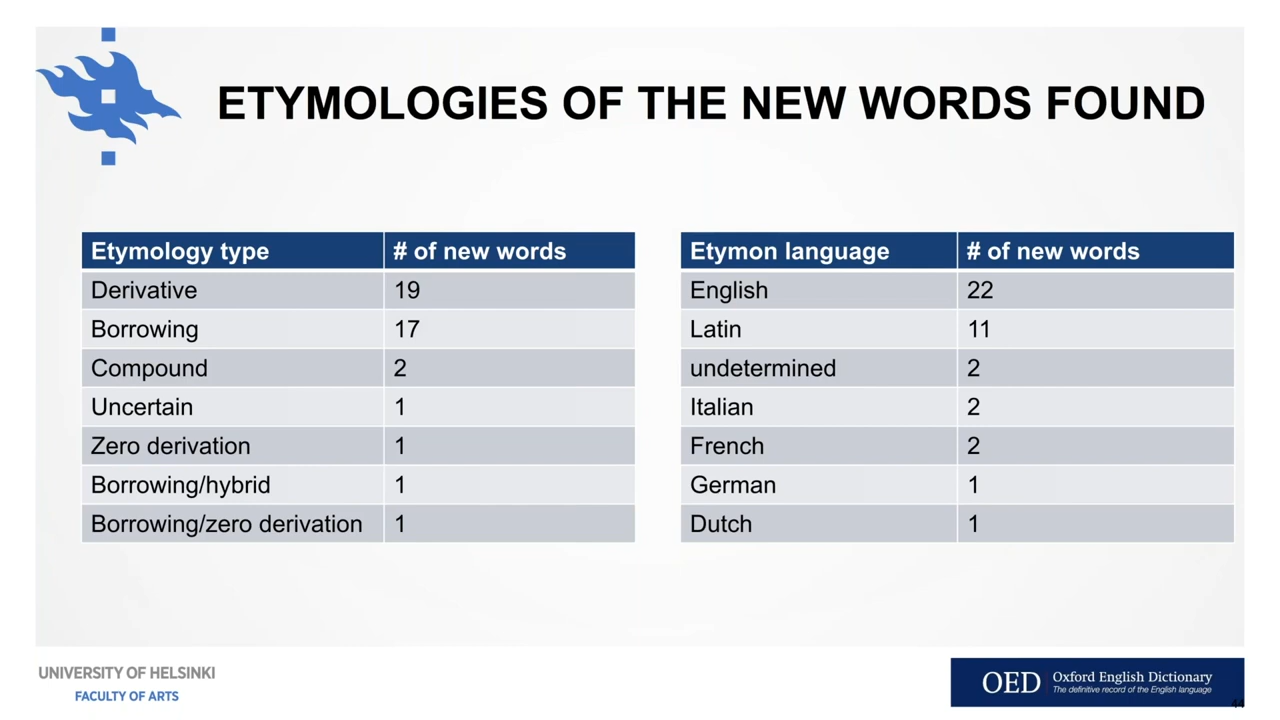 ETYMOLOGIES OF THE NEW WORDS FOUND
Etymology type # of new words
Derivative 19
Borrowing 17
Compound 2
Uncertain 1
Zero derivation 1
Borrowing/hybrid 1
Borrowing/zero derivation 1
Etymon language # of new words
English 22
Latin 11
undetermined 2
Italian 2
French 2
German 1
Dutch 1
UNIVERSITY OF HELSINKI
FACULTY OF ARTS
OED Oxford English Dictionary
The definitive record of the English language